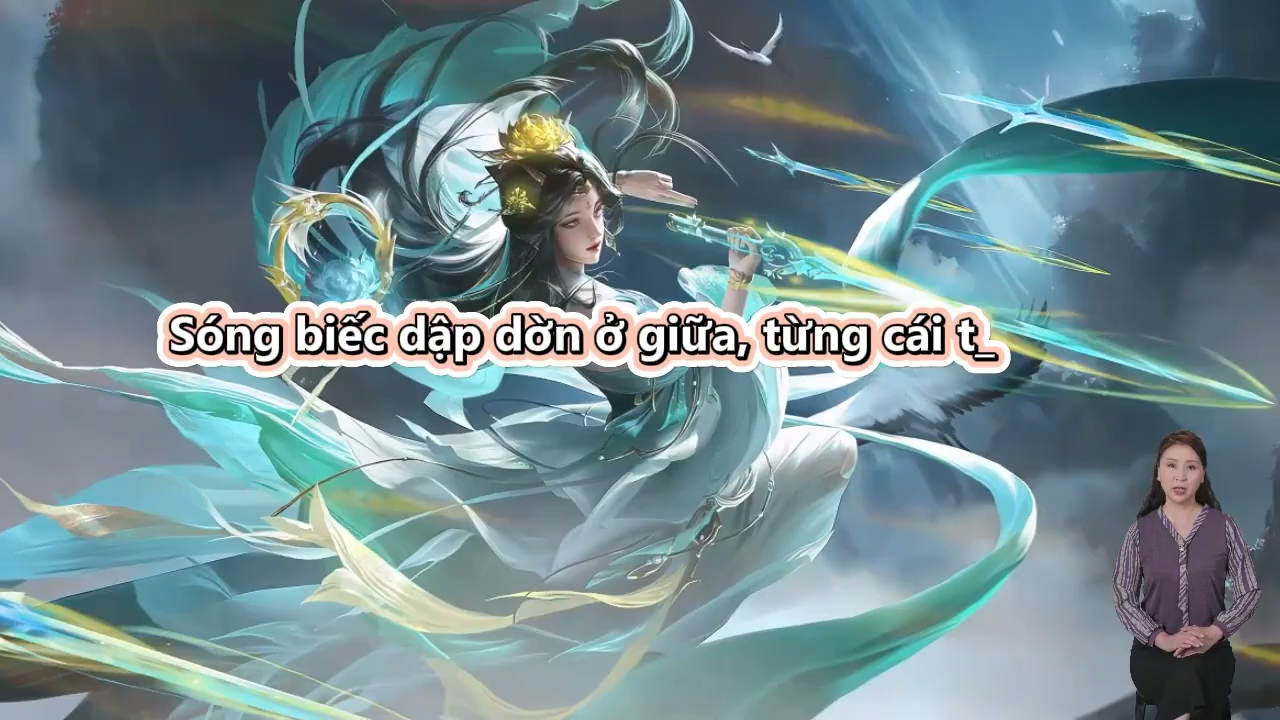 Sóng biếc dập dờn ở giữa, từng cái t_